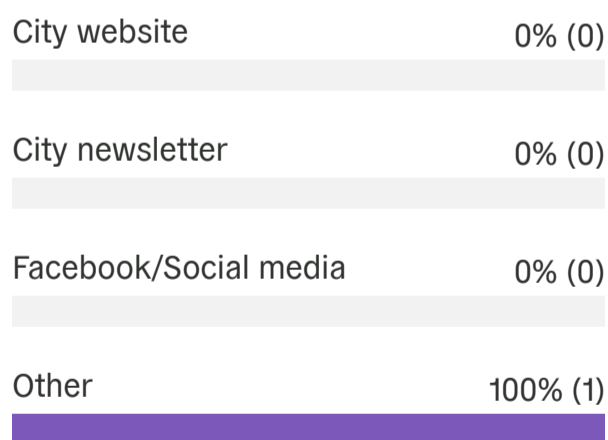 City website 0% (0)
City newsletter 0% (0)
Facebook/Social media 0% (0)
Other 100% (1)